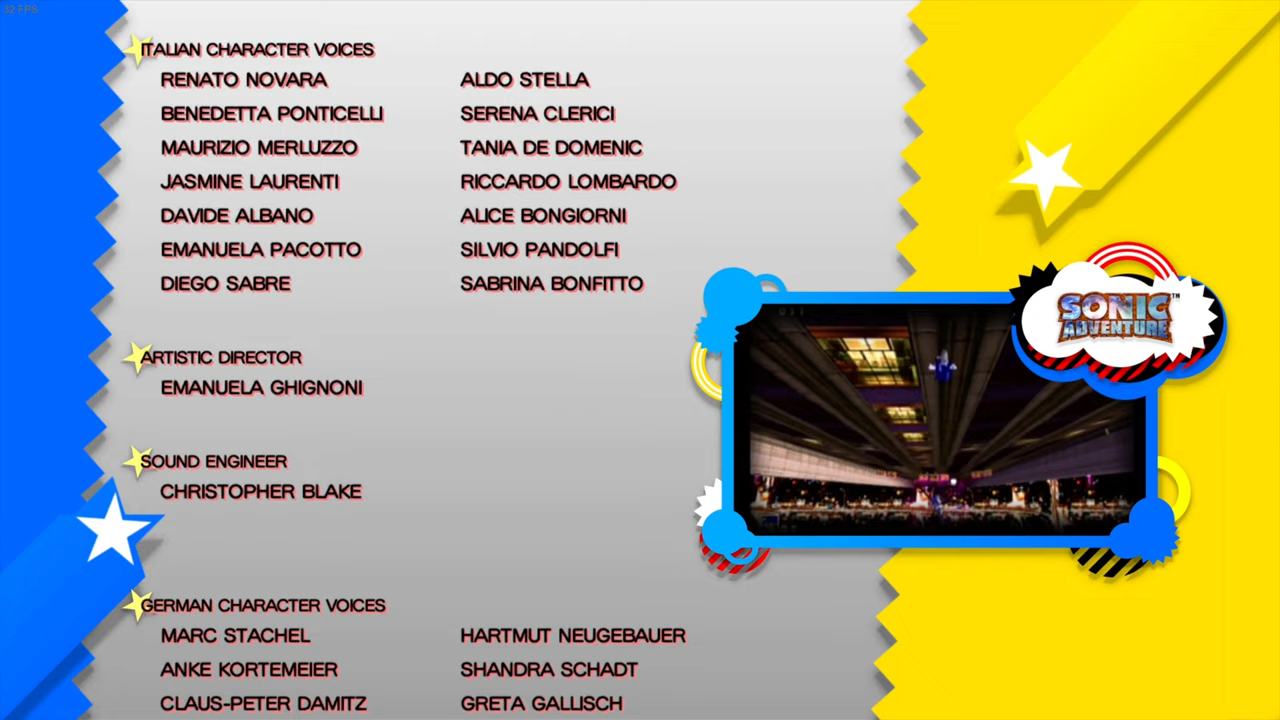 32 FPS
ITALIAN CHARACTER VOICES
RENATO NOVARA ALDO STELLA
BENEDETTA PONTICELLI SERENA CLERICI
MAURIZIO MERLUZZO TANIA DE DOMENIC
JASMINE LAURENTI RICCARDO LOMBARDO
DAVIDE ALBANO ALICE BONGIORNI
EMANUELA PACOTTO SILVIO PANDOLFI
DIEGO SABRE SABRINA BONFITTO
ARTISTIC DIRECTOR
EMANUELA GHIGNONI
SOUND ENGINEER
CHRISTOPHER BLAKE
GERMAN CHARACTER VOICES
MARC STACHEL HARTMUT NEUGEBAUER
ANKE KORTEMEIER SHANDRA SCHADT
CLAUS-PETER DAMITZ GRETA GALLISCH
SONIC
ADVENTURE™